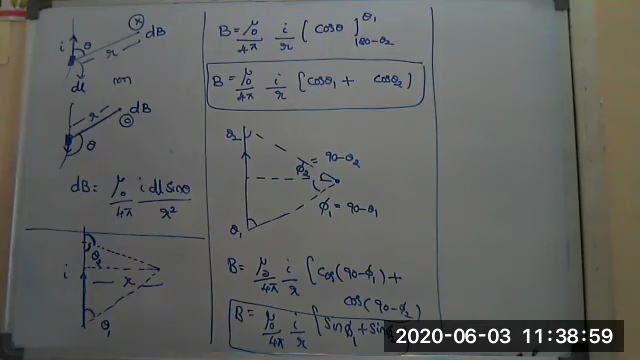 i θ r dB
dl
r dB
θ
dB = μ₀/4π i dl sinθ/r²
θ₂
i r
θ₁
B = μ₀/4π i/r [cosθ]
θ₁
180-θ₂
B = μ₀/4π i/r [cosθ₁ + cosθ₂]
θ₂
= 90-θ₂
φ₂
φ₁ = 90-θ₁
θ₁
B = μ₀/4π i/r [cos(90-φ₁) +
cos(90-φ₂)
B = μ₀/4π i/r [sinφ₁ + sin
2020-06-03 11:38:59